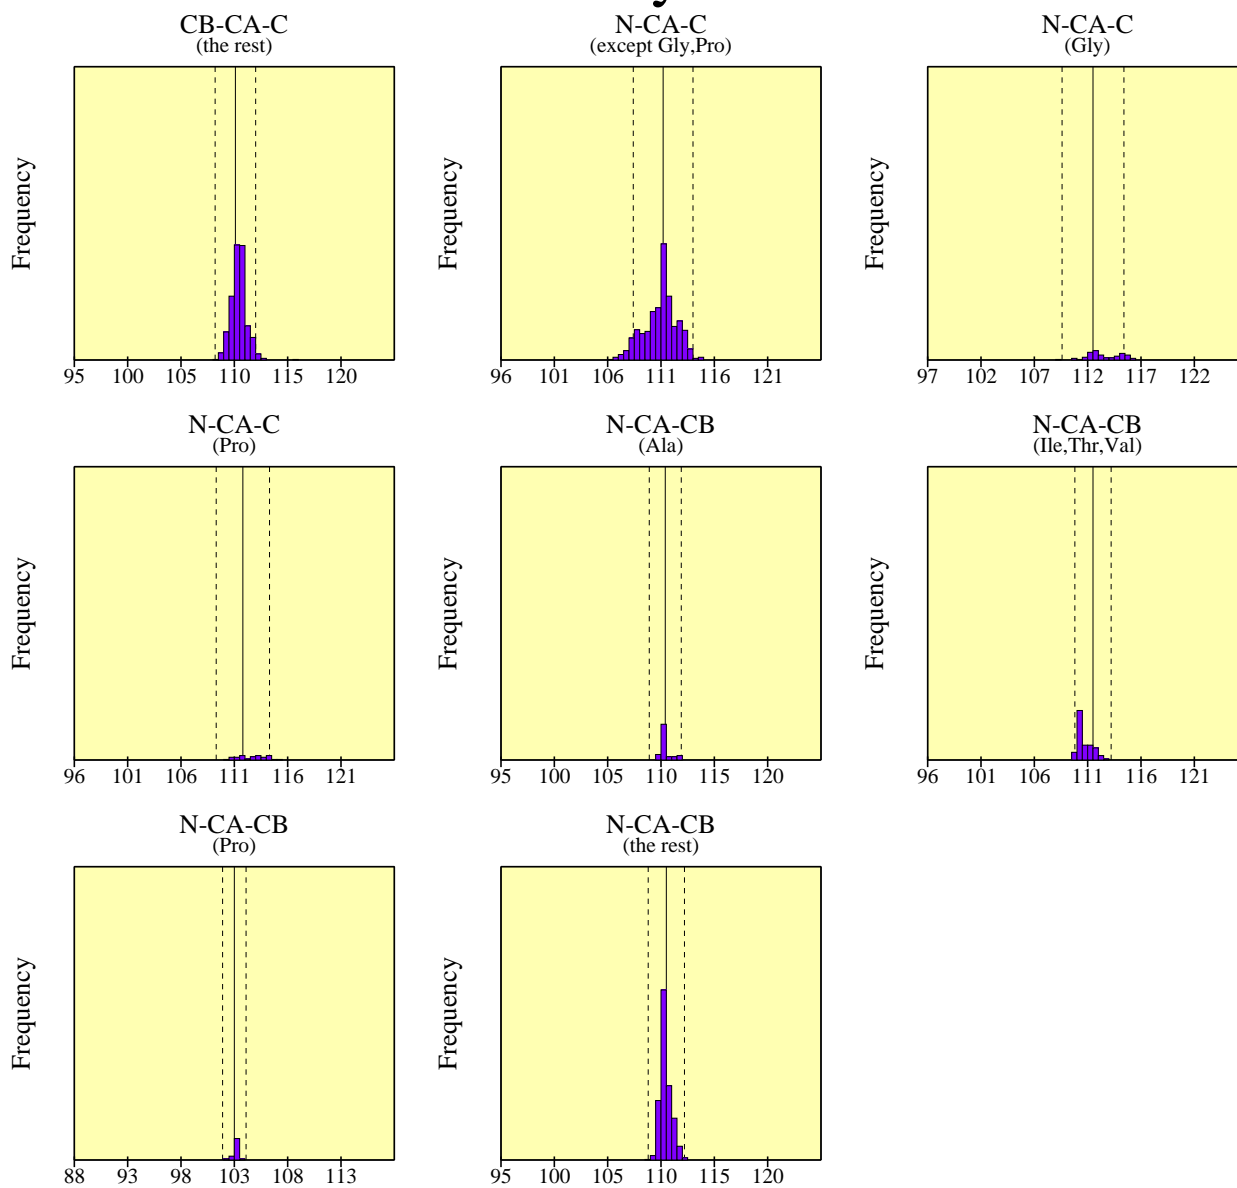 CB-CA-C
(the rest)
Frequency
95 100 105 110 115 120
N-CA-C
(except Gly,Pro)
Frequency
96 101 106 111 116 121
N-CA-C
(Gly)
Frequency
97 102 107 112 117 122
N-CA-C
(Pro)
Frequency
96 101 106 111 116 121
N-CA-CB
(Ala)
Frequency
95 100 105 110 115 120
N-CA-CB
(Ile,Thr,Val)
Frequency
96 101 106 111 116 121
N-CA-CB
(Pro)
Frequency
88 93 98 103 108 113
N-CA-CB
(the rest)
Frequency
95 100 105 110 115 120